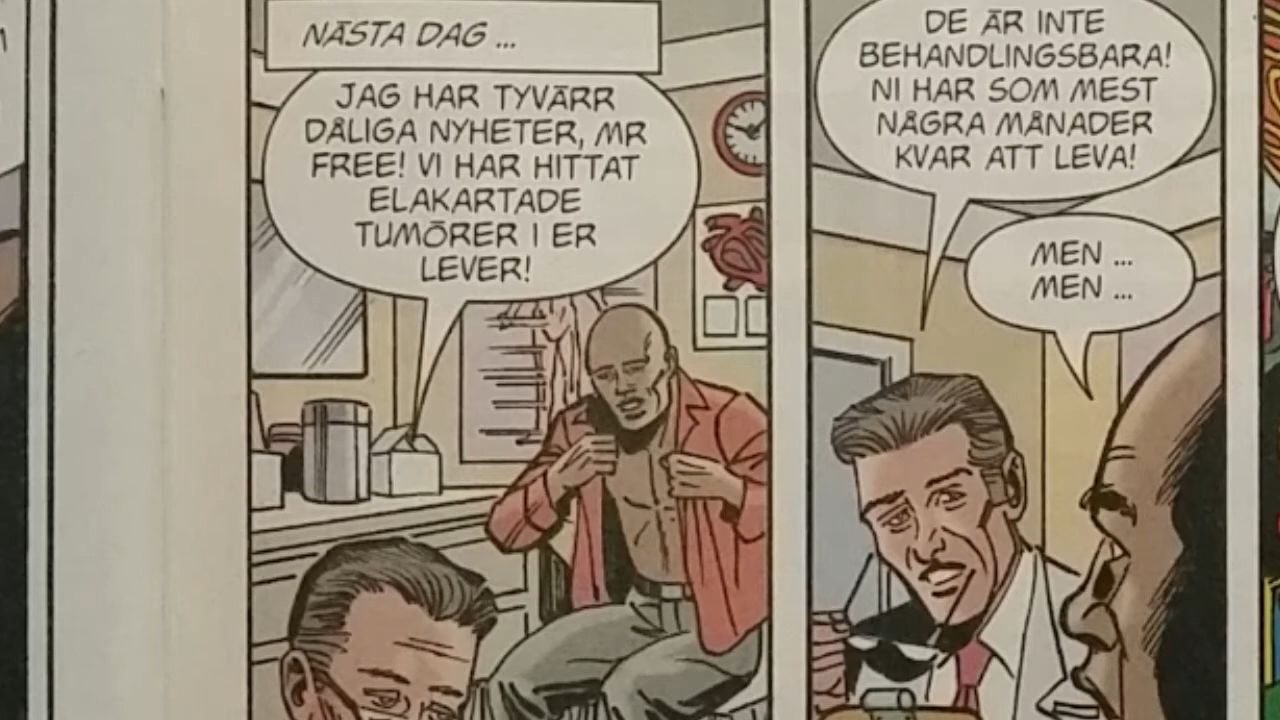 NÄSTA DAG ...
JAG HAR TYVÄRR
DÅLIGA NYHETER, MR
FREE! VI HAR HITTAT
ELAKARTADE
TUMÖRER I ER
LEVER!
DE ÄR INTE
BEHANDLINGSBARA!
NI HAR SOM MEST
NÅGRA MÅNADER
KVAR ATT LEVA!
MEN ...
MEN ...